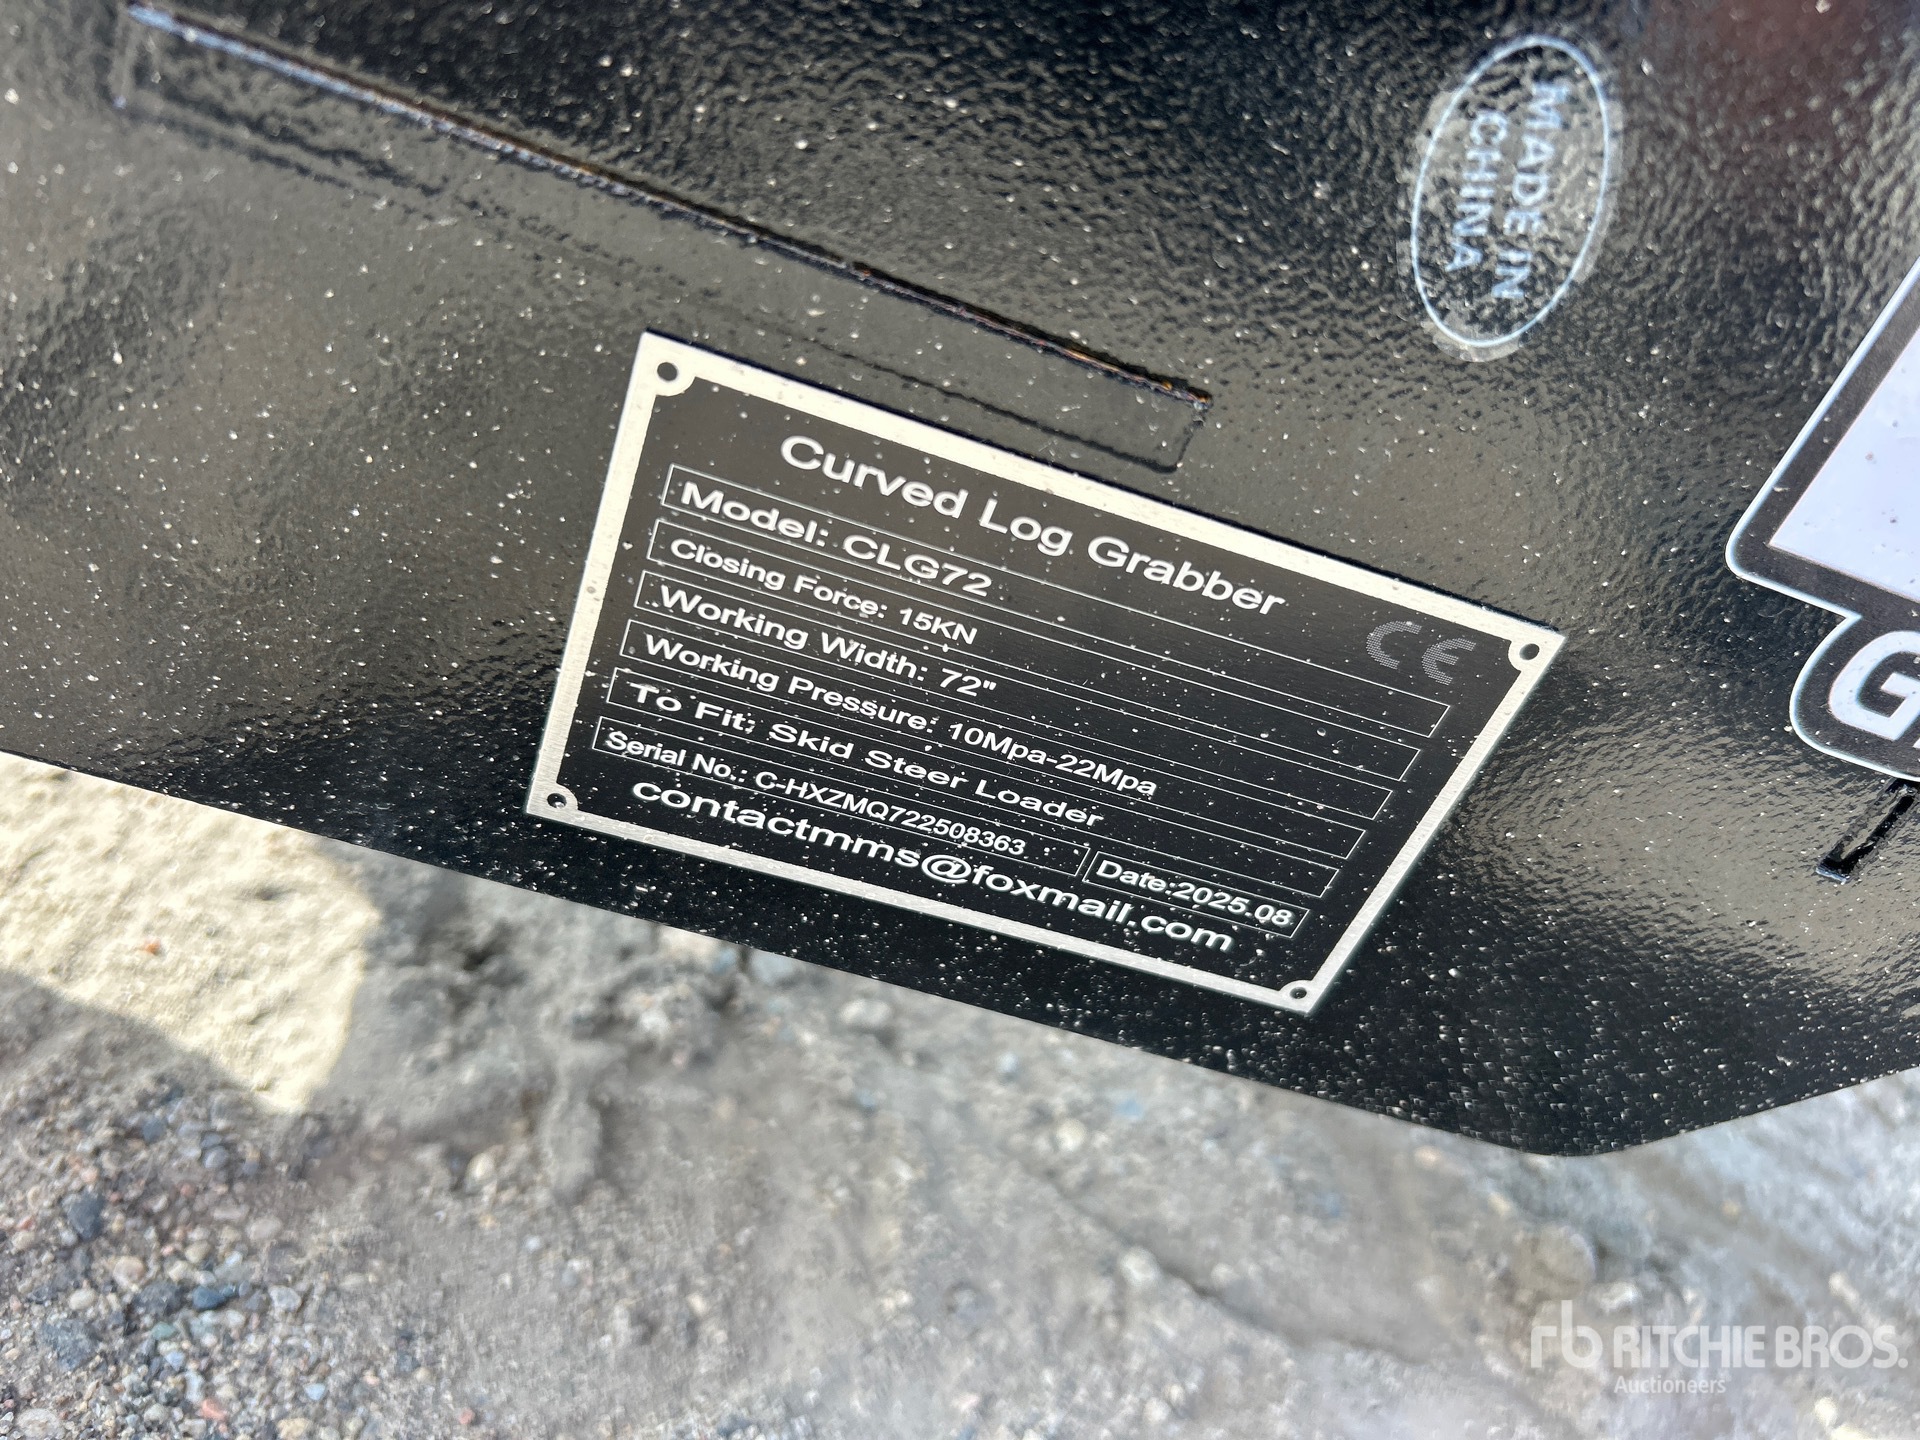 MADE IN
CHINA
Curved Log Grabber
Model: CLG72
CE
Closing Force: 15KN
Working Width: 72"
Working Pressure: 10Mpa-22Mpa
To Fit: Skid Steer Loader
Serial No.: C-HXZMQ722508363
Date:2025.08
contactmms@foxmail.com
G
rb RITCHIE BROS.
Auctioneers